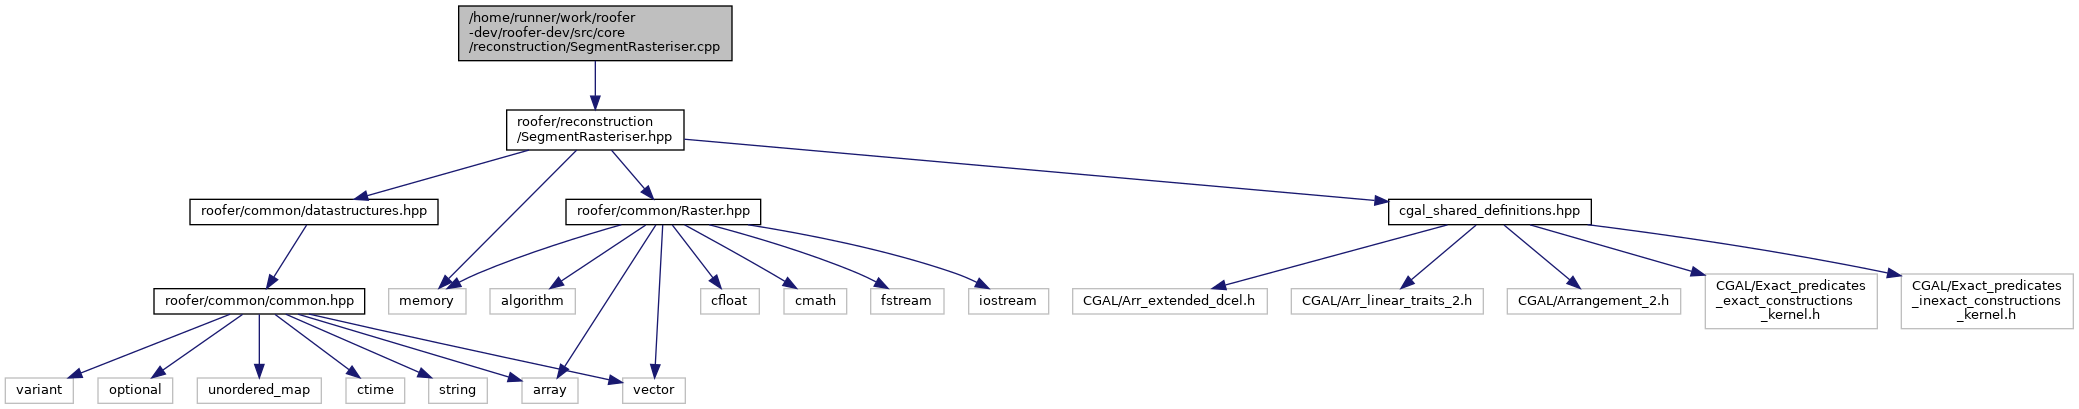 /home/runner/work/roofer
-dev/roofer-dev/src/core
/reconstruction/SegmentRasteriser.cpp
roofer/reconstruction
/SegmentRasteriser.hpp
roofer/common/datastructures.hpp
roofer/common/Raster.hpp
cgal_shared_definitions.hpp
roofer/common/common.hpp
memory
algorithm
cfloat
cmath
fstream
iostream
CGAL/Arr_extended_dcel.h
CGAL/Arr_linear_traits_2.h
CGAL/Arrangement_2.h
CGAL/Exact_predicates
_exact_constructions
_kernel.h
CGAL/Exact_predicates
_inexact_constructions
_kernel.h
variant
optional
unordered_map
ctime
string
array
vector